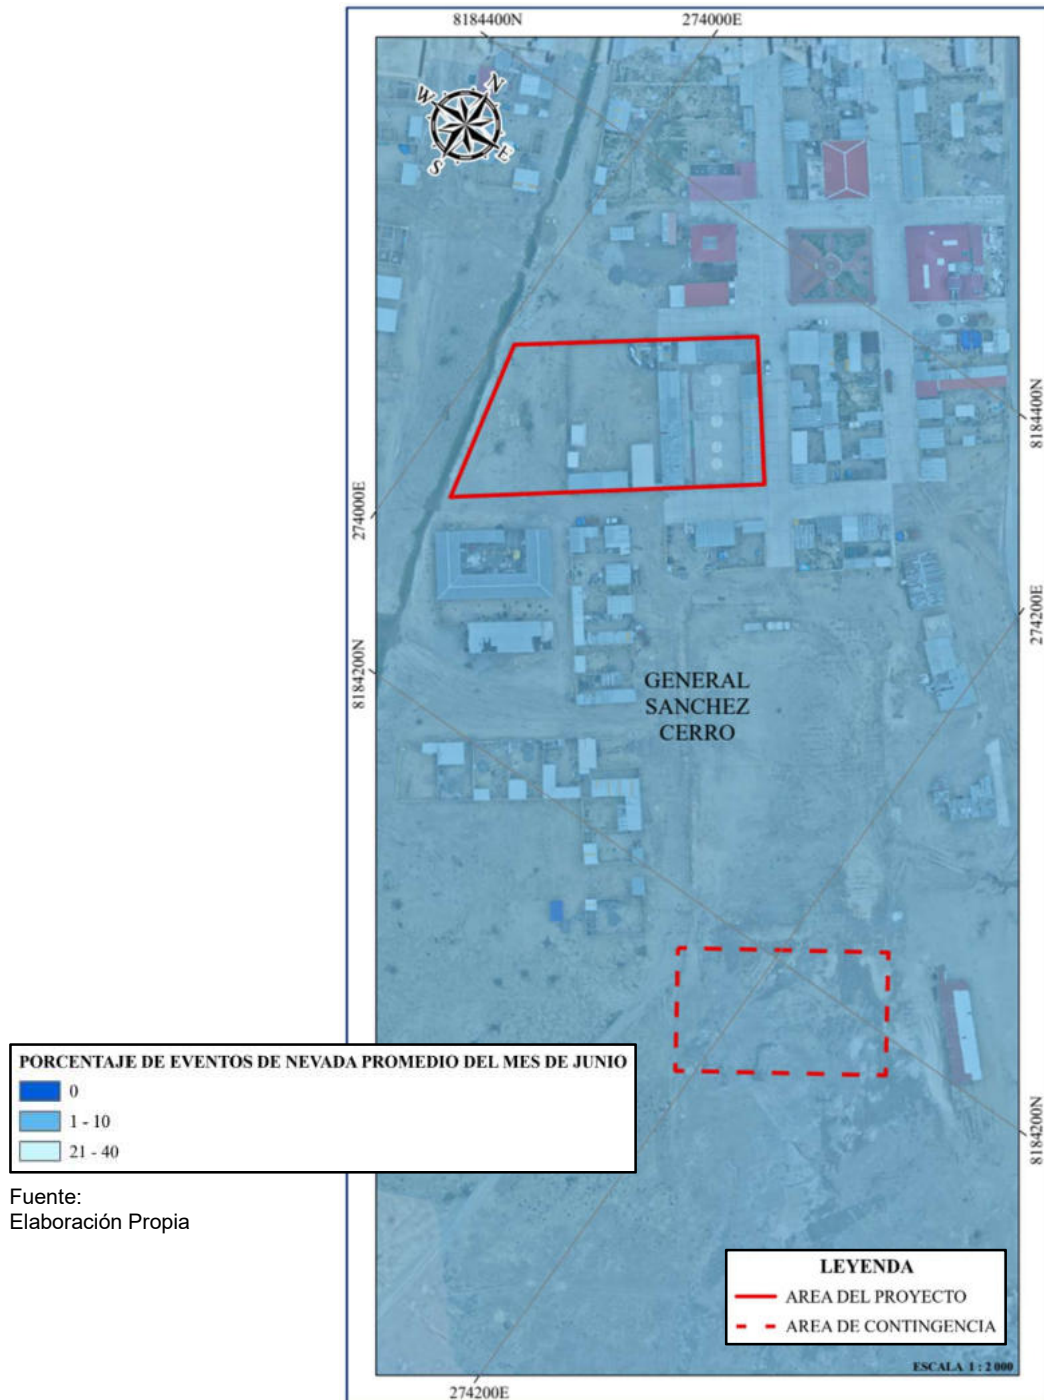 8184400N
274000E
N
W
E
S
8184400N
274000E
274200E
8184200N
GENERAL
SANCHEZ
CERRO
PORCENTAJE DE EVENTOS DE NEVADA PROMEDIO DEL MES DE JUNIO
0
1 - 10
21 - 40
8184200N
Fuente:
Elaboración Propia
LEYENDA
AREA DEL PROYECTO
AREA DE CONTINGENCIA
ESCALA 1 : 2 000
274200E